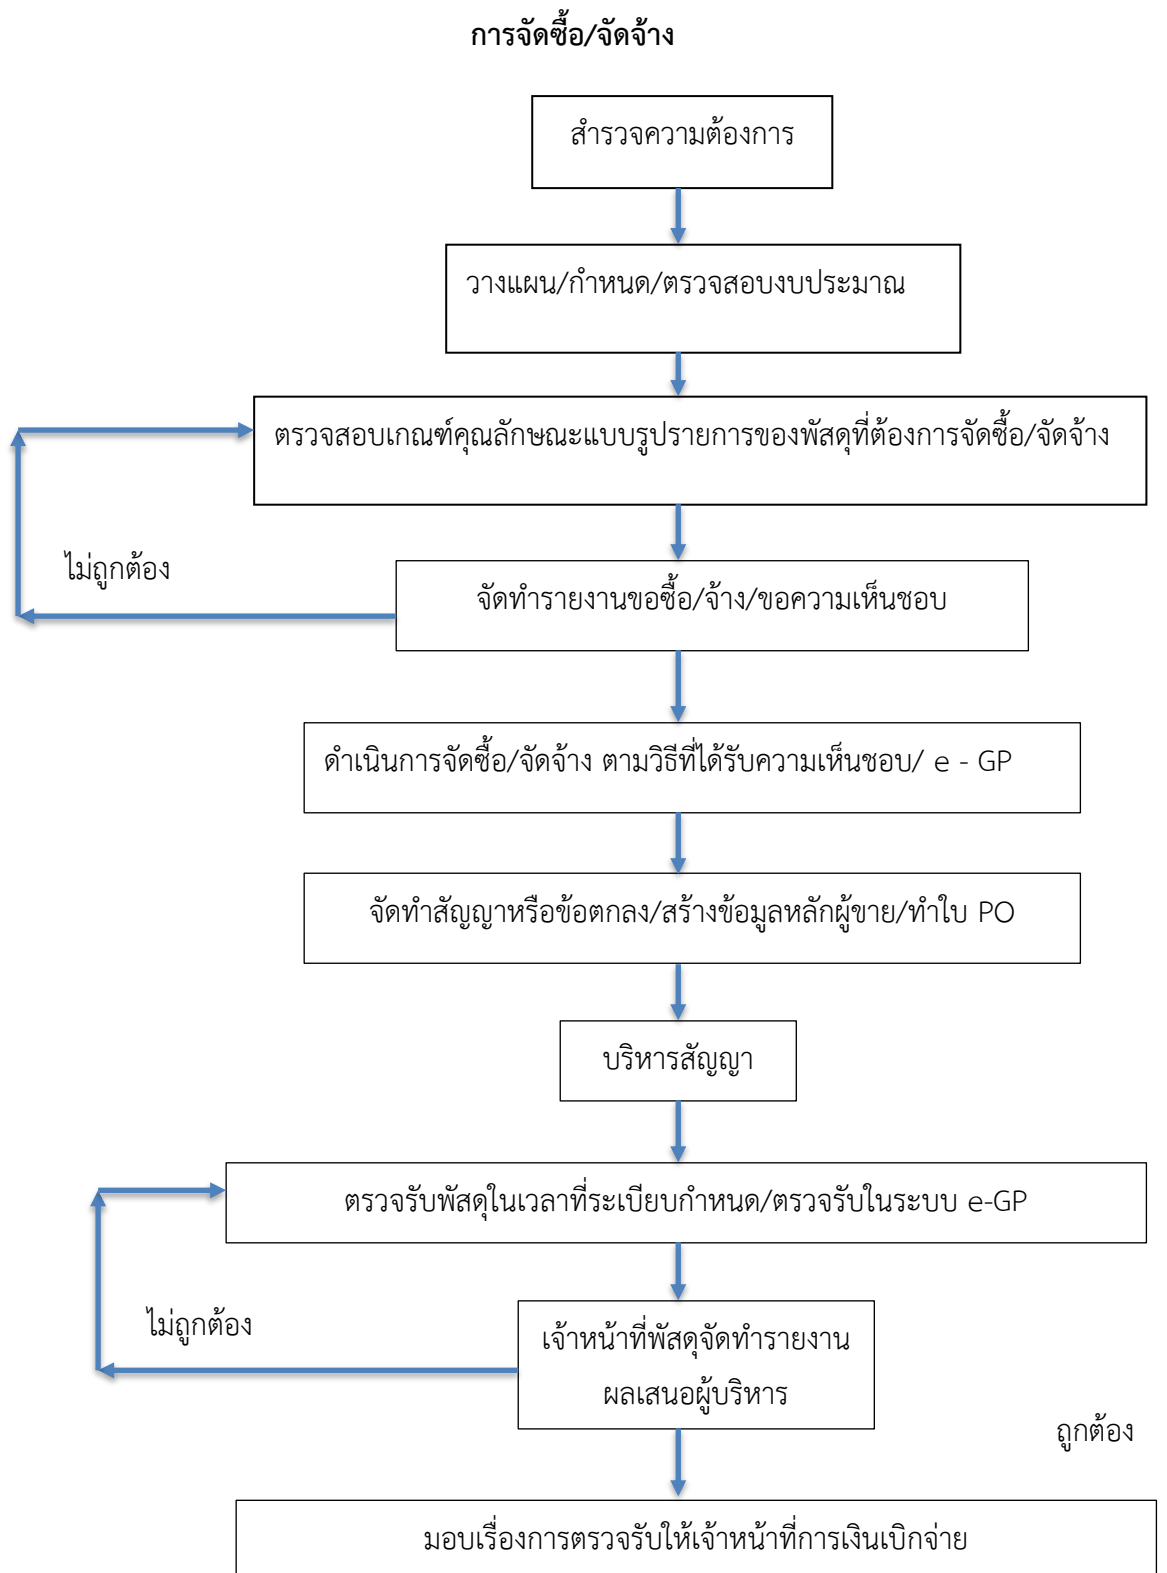 การจัดซื้อ/จัดจ้าง
สำรวจความต้องการ
วางแผน/กำหนด/ตรวจสอบงบประมาณ
ตรวจสอบเกณฑ์คุณลักษณะแบบรูปรายการของพัสดุที่ต้องการจัดซื้อ/จัดจ้าง
ไม่ถูกต้อง
จัดทำรายงานขอซื้อ/จ้าง/ขอความเห็นชอบ
ดำเนินการจัดซื้อ/จัดจ้าง ตามวิธีที่ได้รับความเห็นชอบ/ e - GP
จัดทำสัญญาหรือข้อตกลง/สร้างข้อมูลหลักผู้ขาย/ทำใบ PO
บริหารสัญญา
ตรวจรับพัสดุในเวลาที่ระเบียบกำหนด/ตรวจรับในระบบ e-GP
ไม่ถูกต้อง
เจ้าหน้าที่พัสดุจัดทำรายงาน
ผลเสนอผู้บริหาร
ถูกต้อง
มอบเรื่องการตรวจรับให้เจ้าหน้าที่การเงินเบิกจ่าย